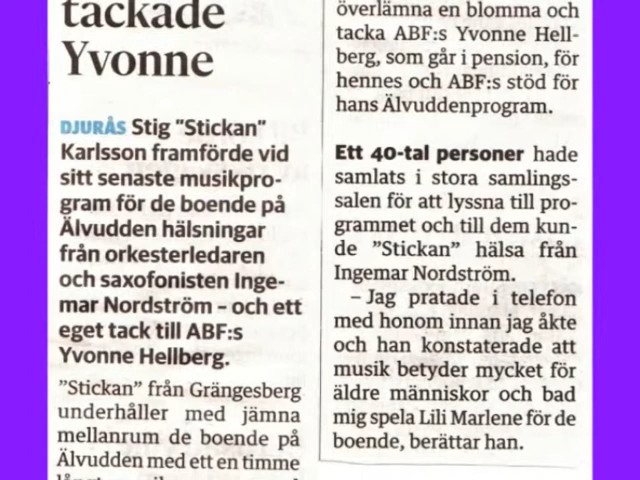 tackade
Yvonne
DJURÅS Stig "Stickan"
Karlsson framförde vid
sitt senaste musikpro-
gram för de boende på
Älvudden hälsningar
från orkesterledaren
och saxofonisten Inge-
mar Nordström – och ett
eget tack till ABF:s
Yvonne Hellberg.
"Stickan" från Grängesberg
underhåller med jämna
mellanrum de boende på
Älvudden med ett en timme
överlämna en blomma och
tacka ABF:s Yvonne Hell-
berg, som går i pension, för
hennes och ABF:s stöd för
hans Älvuddenprogram.
Ett 40-tal personer hade
samlats i stora samlings-
salen för att lyssna till pro-
grammet och till dem kun-
de "Stickan" hälsa från
Ingemar Nordström.
– Jag pratade i telefon
med honom innan jag åkte
och han konstaterade att
musik betyder mycket för
äldre människor och bad
mig spela Lili Marlene för de
boende, berättar han.